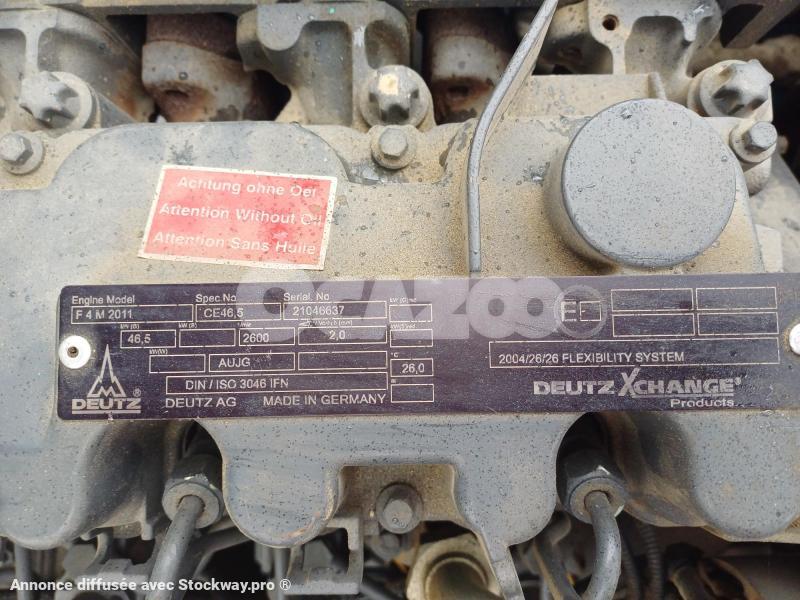 Achtung ohne Oel
Attention Without Oil
Attention Sans Huile
OCAZOO
Engine Model Spec.No Serial. No
F 4 M 2011 CE46,5 21046637
46,5 2600 2,0
AUJG °C 26,0
DIN / ISO 3046 IFN
DEUTZ DEUTZ AG MADE IN GERMANY
E
2004/26/26 FLEXIBILITY SYSTEM
DEUTZ XCHANGE®
Products
Annonce diffusée avec Stockway.pro ®